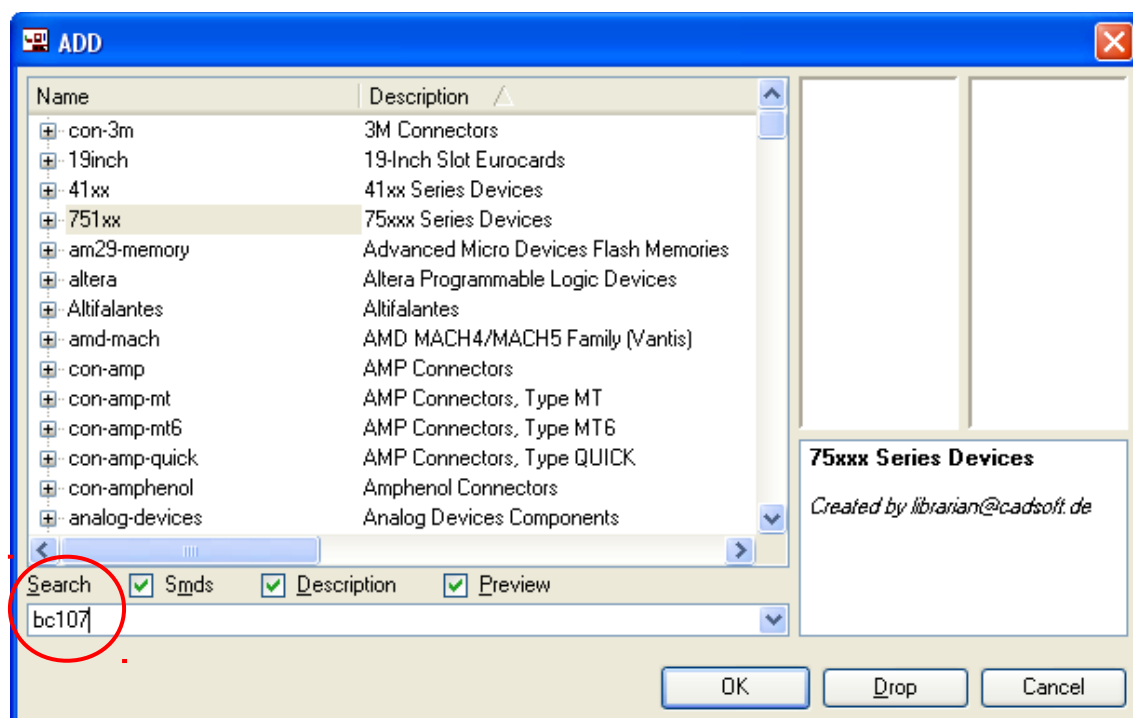 ADD
Name Description
con-3m 3M Connectors
19inch 19-Inch Slot Eurocards
41xx 41xx Series Devices
751xx 75xxx Series Devices
am29-memory Advanced Micro Devices Flash Memories
altera Altera Programmable Logic Devices
Altifalantes Altifalantes
amd-mach AMD MACH4/MACH5 Family (Vantis)
con-amp AMP Connectors
con-amp-mt AMP Connectors, Type MT
con-amp-mt6 AMP Connectors, Type MT6
con-amp-quick AMP Connectors, Type QUICK
con-amphenol Amphenol Connectors
analog-devices Analog Devices Components
75xxx Series Devices
Created by librarian@cadsoft.de
Search Smds Description Preview
bc107
OK Drop Cancel